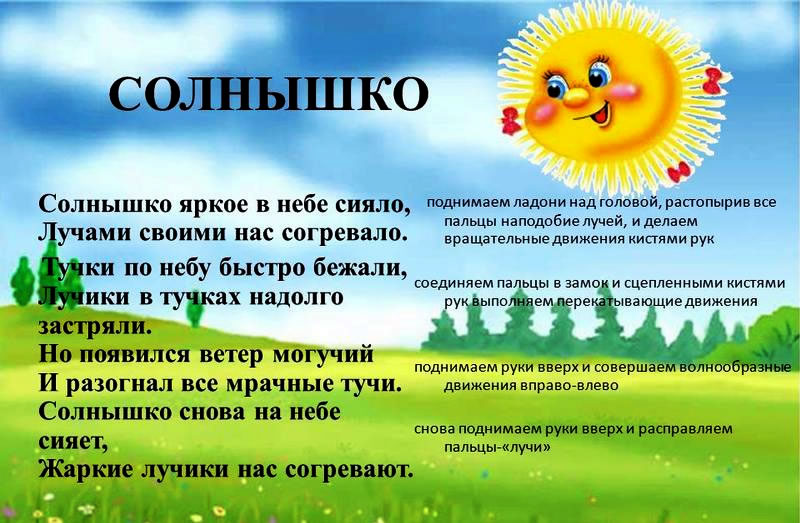 СОЛНЫШКО
Солнышко яркое в небе сияло,
Лучами своими нас согревало.
Тучки по небу быстро бежали,
Лучики в тучках надолго
застряли.
Но появился ветер могучий
И разогнал все мрачные тучи.
Солнышко снова на небе
сияет,
Жаркие лучики нас согревают.
поднимаем ладони над головой, растопырив все
пальцы наподобие лучей, и делаем
вращательные движения кистями рук
соединяем пальцы в замок и сцепленными кистями
рук выполняем перекатывающие движения
поднимаем руки вверх и совершаем волнообразные
движения вправо-влево
снова поднимаем руки вверх и расправляем
пальцы-«лучи»